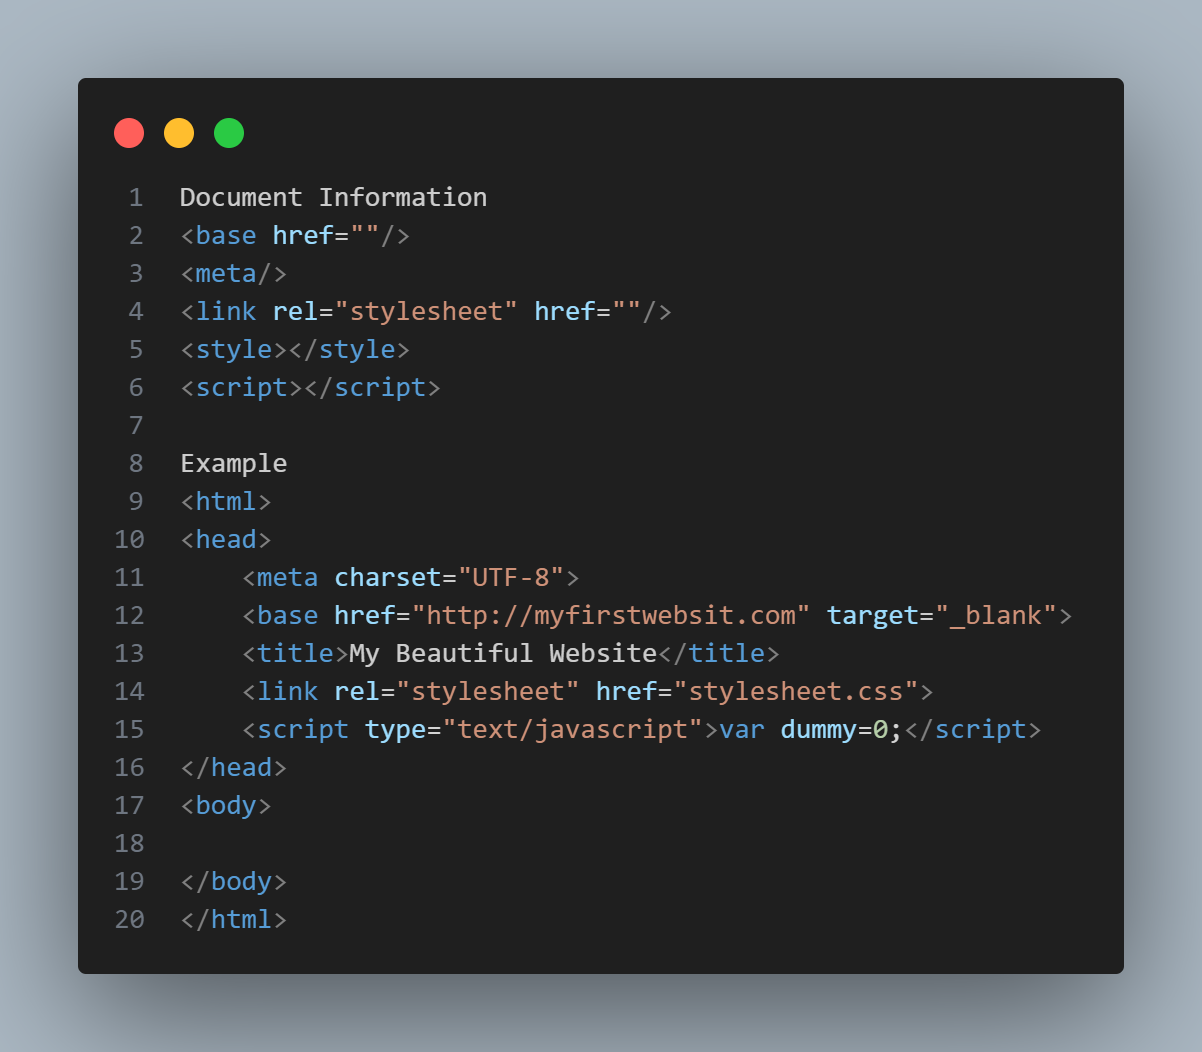 1 Document Information
2 <base href=""/>
3 <meta/>
4 <link rel="stylesheet" href=""/>
5 <style></style>
6 <script></script>
7
8 Example
9 <html>
10 <head>
11     <meta charset="UTF-8">
12     <base href="http://myfirstwebsit.com" target="_blank">
13     <title>My Beautiful Website</title>
14     <link rel="stylesheet" href="stylesheet.css">
15     <script type="text/javascript">var dummy=0;</script>
16 </head>
17 <body>
18
19 </body>
20 </html>